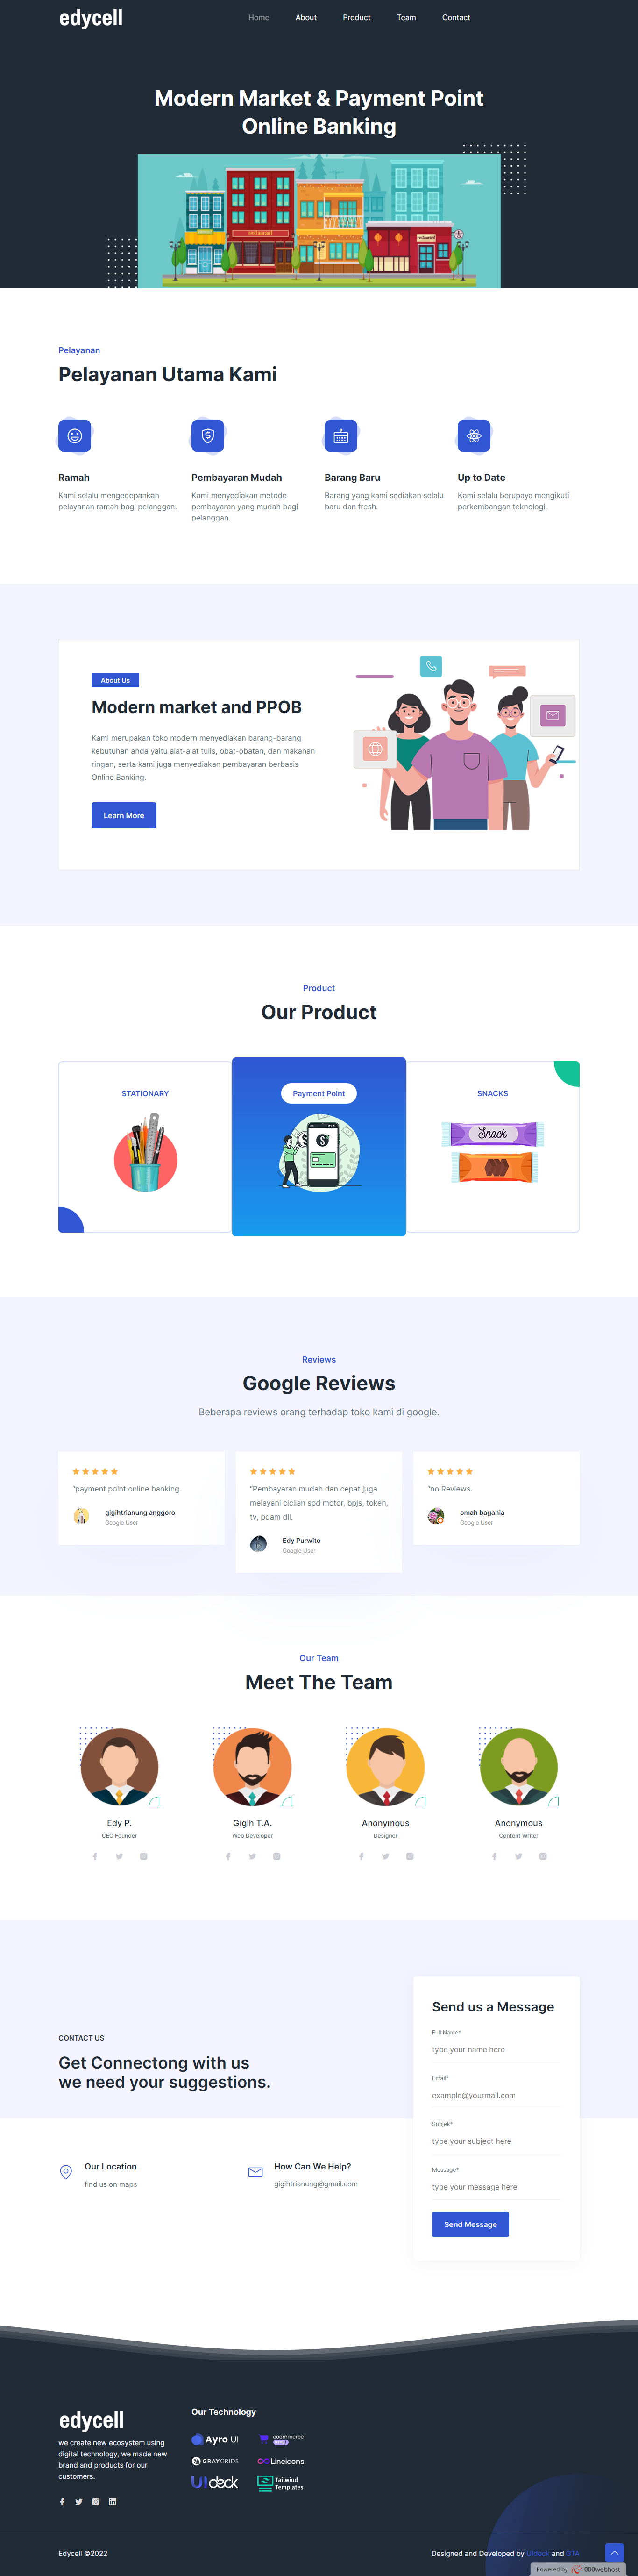 edycell
Home About Product Team Contact
Modern Market & Payment Point
Online Banking
restaurant
restaurant
Pelayanan
Pelayanan Utama Kami
Ramah
Kami selalu mengedepankan
pelayanan ramah bagi pelanggan.
Pembayaran Mudah
Kami menyediakan metode
pembayaran yang mudah bagi
pelanggan.
Barang Baru
Barang yang kami sediakan selalu
baru dan fresh.
Up to Date
Kami selalu berupaya mengikuti
perkembangan teknologi.
About Us
Modern market and PPOB
Kami merupakan toko modern menyediakan barang-barang
kebutuhan anda yaitu alat-alat tulis, obat-obatan, dan makanan
ringan, serta kami juga menyediakan pembayaran berbasis
Online Banking.
Learn More
Product
Our Product
STATIONARY
Payment Point
SNACKS
Snack
Reviews
Google Reviews
Beberapa reviews orang terhadap toko kami di google.
"payment point online banking.
gigihtrianung anggoro
Google User
"Pembayaran mudah dan cepat juga
melayani cicilan spd motor, bpjs, token,
tv, pdam dll.
Edy Purwito
Google User
"no Reviews.
omah bagahia
Google User
Our Team
Meet The Team
Edy P.
CEO Founder
Gigih T.A.
Web Developer
Anonymous
Designer
Anonymous
Content Writer
CONTACT US
Get Connectong with us
we need your suggestions.
Our Location
find us on maps
How Can We Help?
gigihtrianung@gmail.com
Send us a Message
Full Name*
type your name here
Email*
example@yourmail.com
Subjek*
type your subject here
Message*
type your message here
Send Message
edycell
we create new ecosystem using
digital technology, we made new
brand and products for our
customers.
Our Technology
Ayro UI
ecommerce
GRAYGRIDS
Lineicons
UIdeck
Tailwind
Templates
Edycell ©2022
Designed and Developed by UIdeck and GTA
Powered by 000webhost